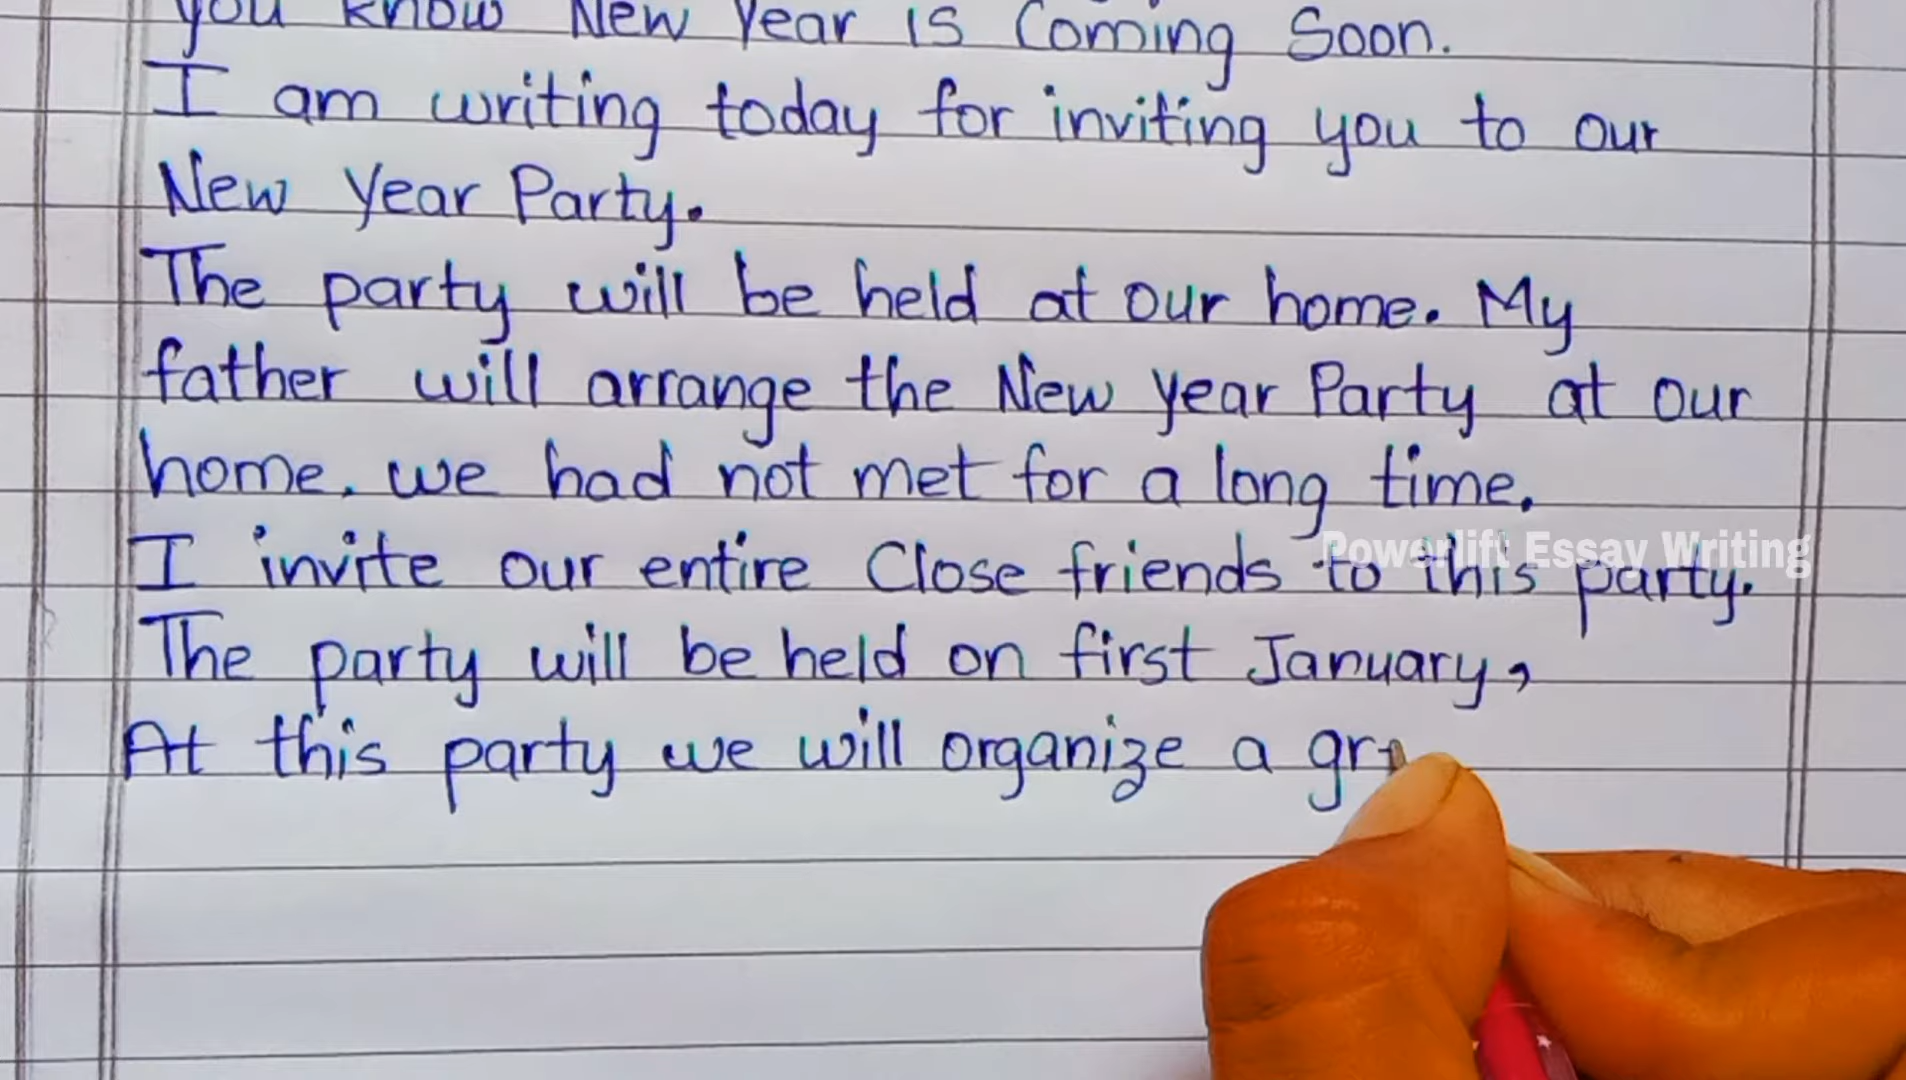 you know New Year is Coming Soon.
I am writing today for inviting you to our
New Year Party.
The party will be held at our home. My
father will arrange the New Year Party at our
home. we had not met for a long time.
I invite our entire Close friends to this party.
Powerlift Essay Writing
The party will be held on first January,
At this party we will organize a